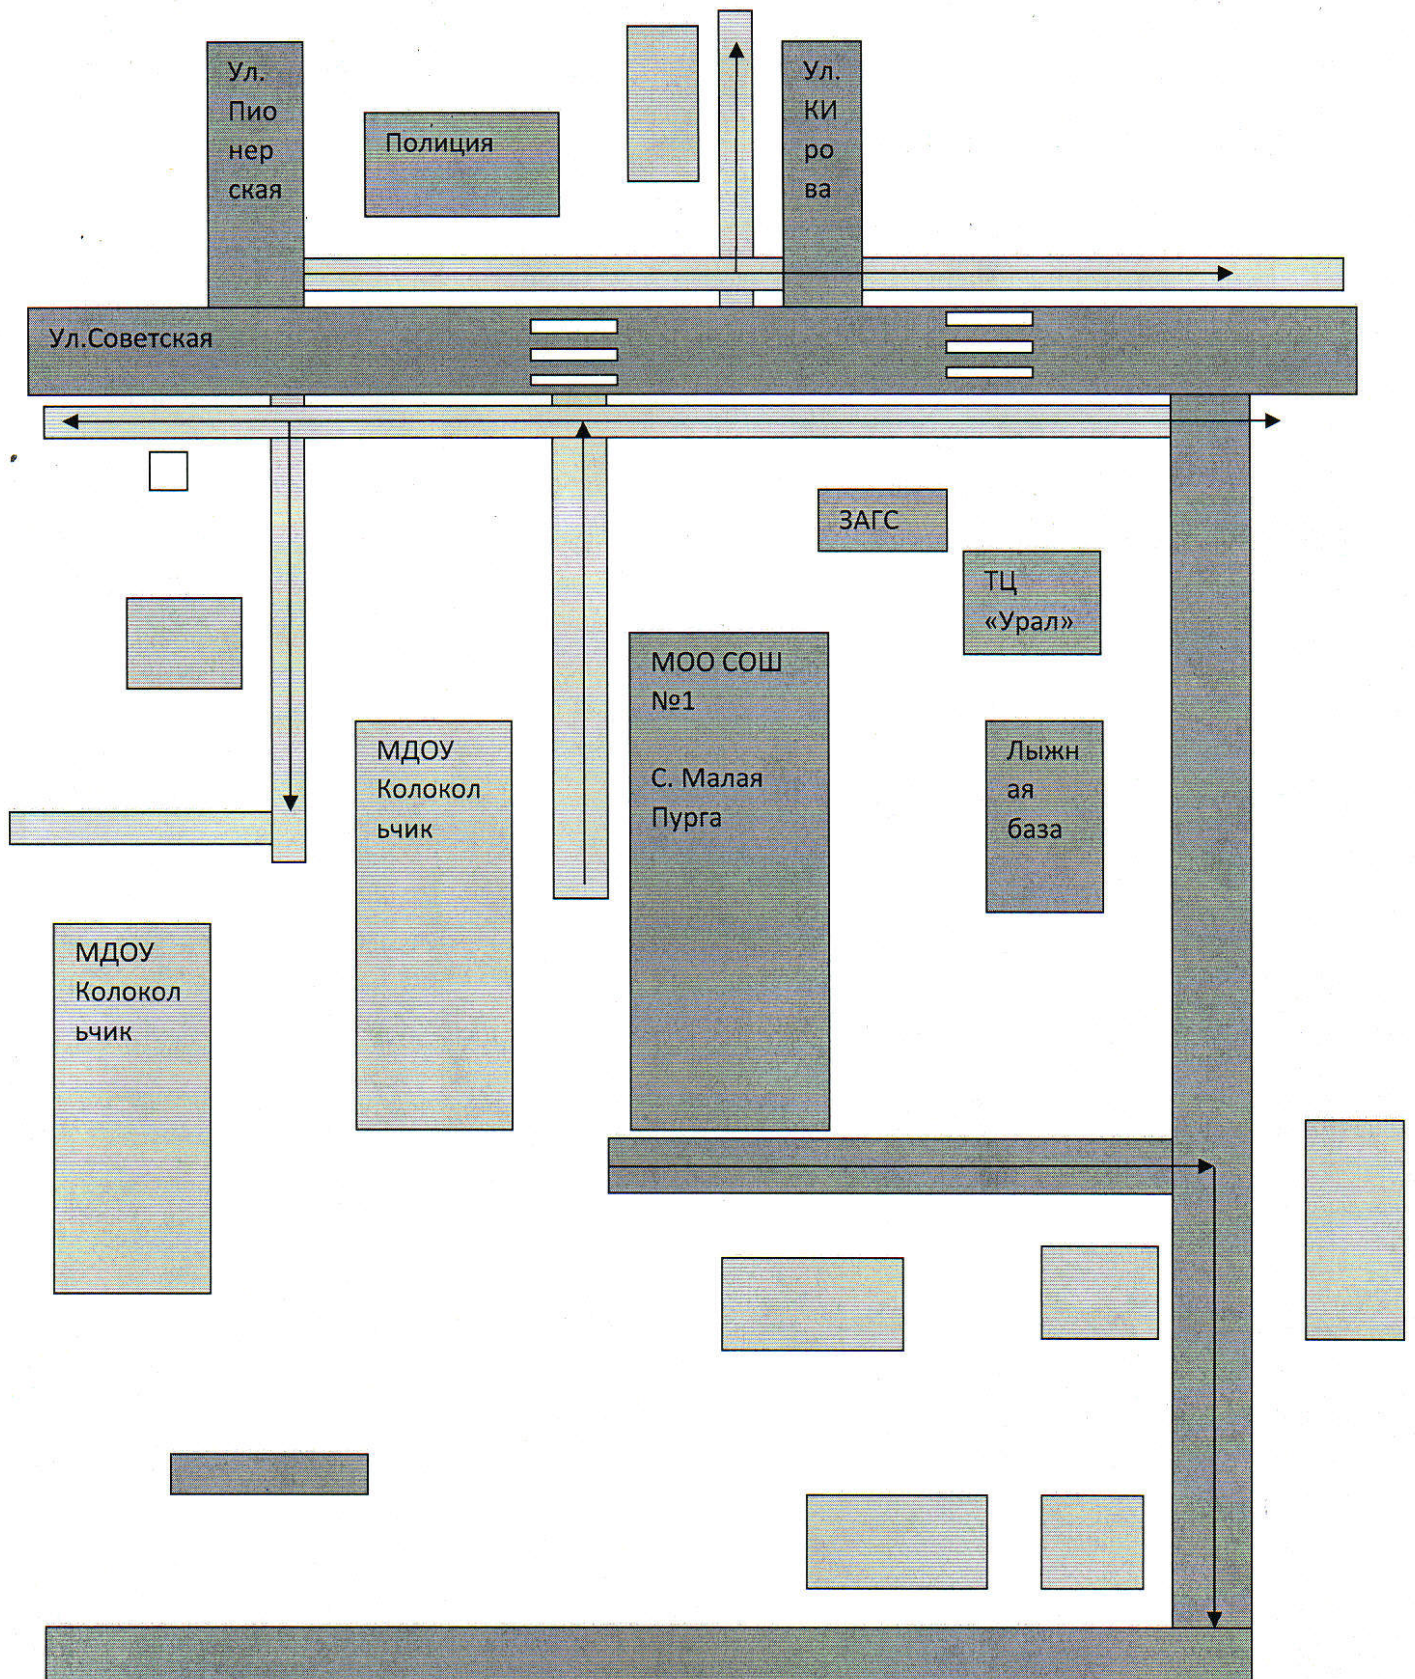 Ул.
Пио
нер
ская
Полиция
Ул.
КИ
ро
ва
Ул.Советская
ЗАГС
ТЦ
«Урал»
МОО СОШ
№1
С. Малая
Пурга
МДОУ
Колокол
ьчик
Лыжн
ая
база
МДОУ
Колокол
ьчик